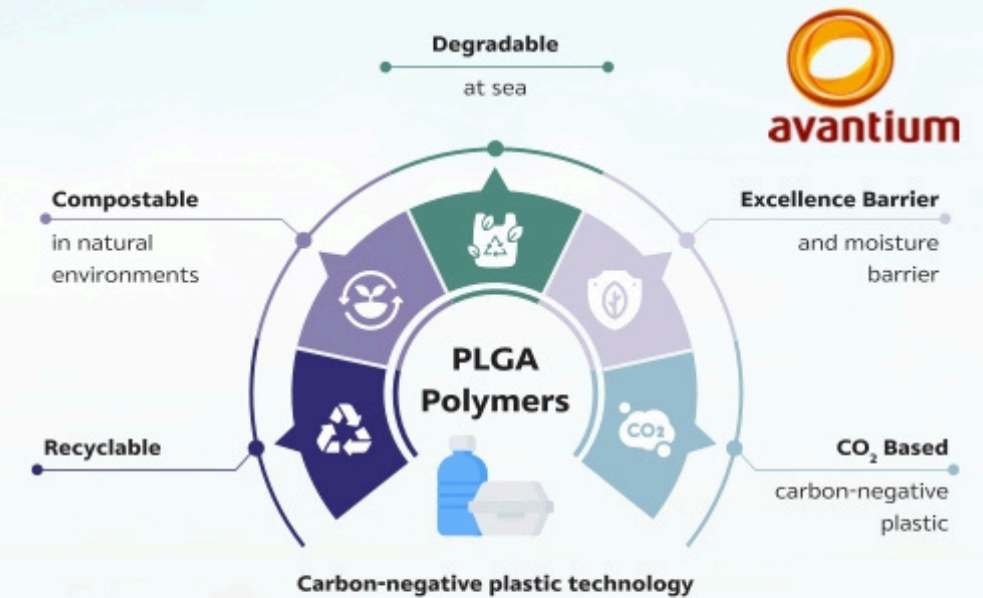 Degradable
at sea
avantium
Compostable
in natural
environments
Excellence Barrier
and moisture
barrier
PLGA
Polymers
CO2
Recyclable
CO₂ Based
carbon-negative
plastic
Carbon-negative plastic technology